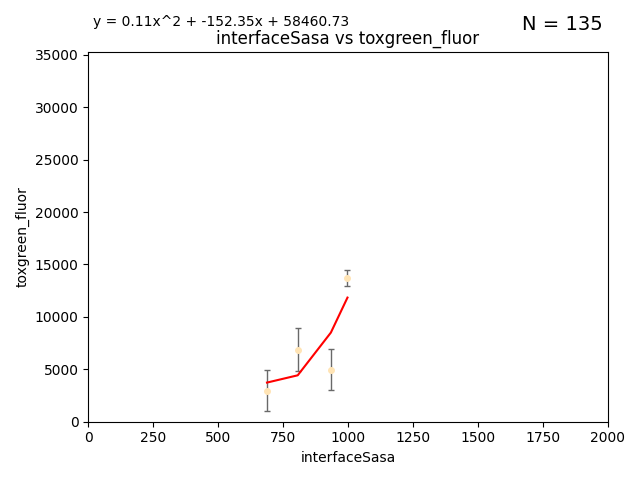 y = 0.11x^2 + -152.35x + 58460.73
N = 135
interfaceSasa vs toxgreen_fluor
35000
30000
25000
20000
15000
10000
5000
0
toxgreen_fluor
0 250 500 750 1000 1250 1500 1750 2000
interfaceSasa